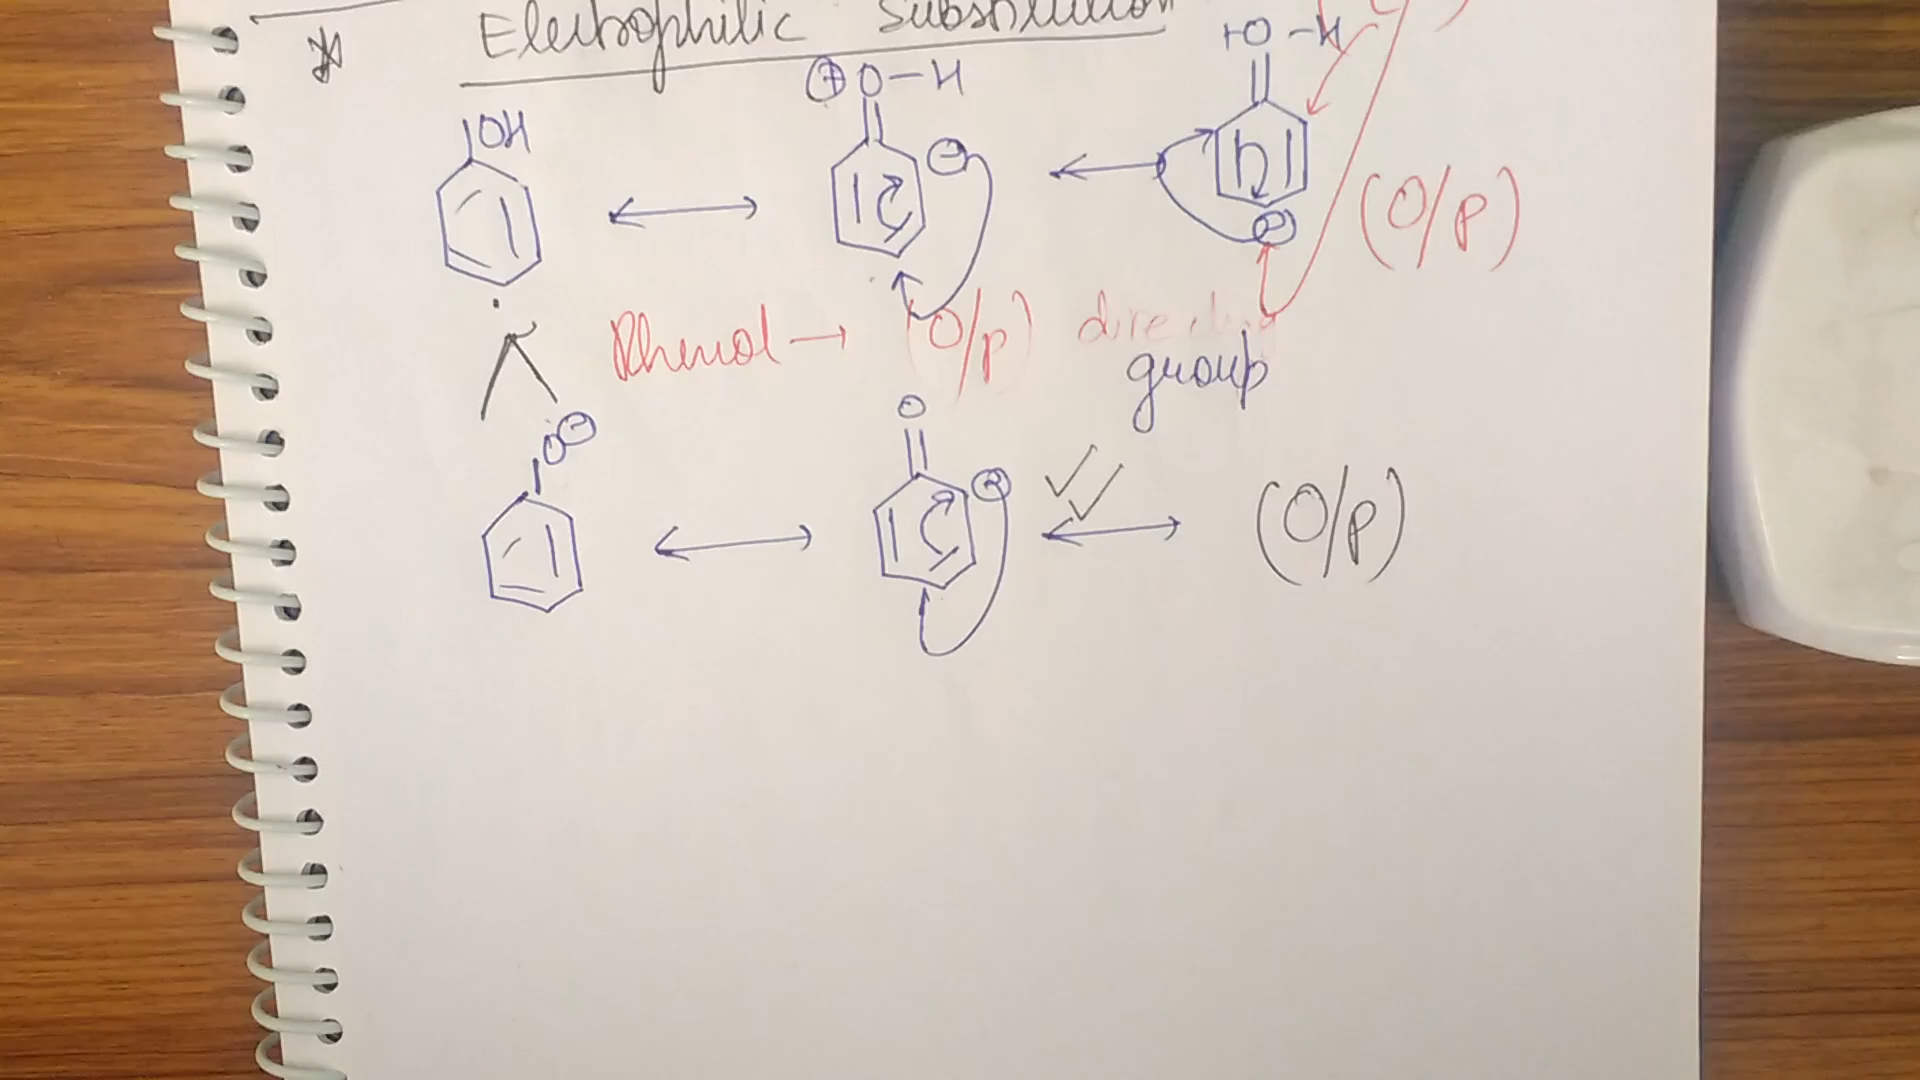 Electrophilic Substitution
+O-H
⊕O-H
OH
(O/p)
Phenol → (O/p) directing
group
O
O⊖
(O/p)